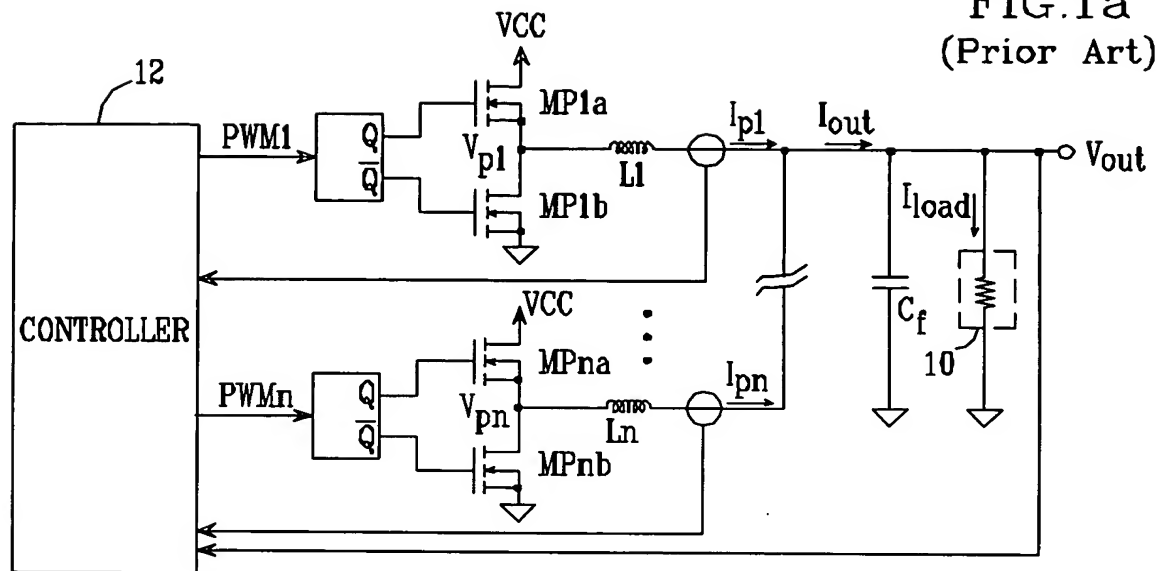 FIG.1a
(Prior Art)
12
VCC
MP1a
PWM1
Q
Q̅
Vp1
L1
MP1b
Ip1
Iout
Vout
Iload
Cf
10
CONTROLLER
VCC
MPna
PWMn
Q
Q̅
Vpn
Ln
MPnb
Ipn